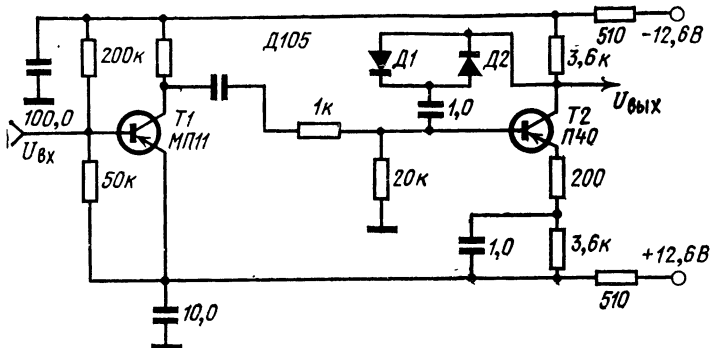 510
-12,6В
200к
Д105
Д1
Д2
3,6к
100,0
T1
МП11
1к
1,0
T2
П40
Uвых
Uвх
50к
20к
200
1,0
3,6к
+12,6В
510
10,0